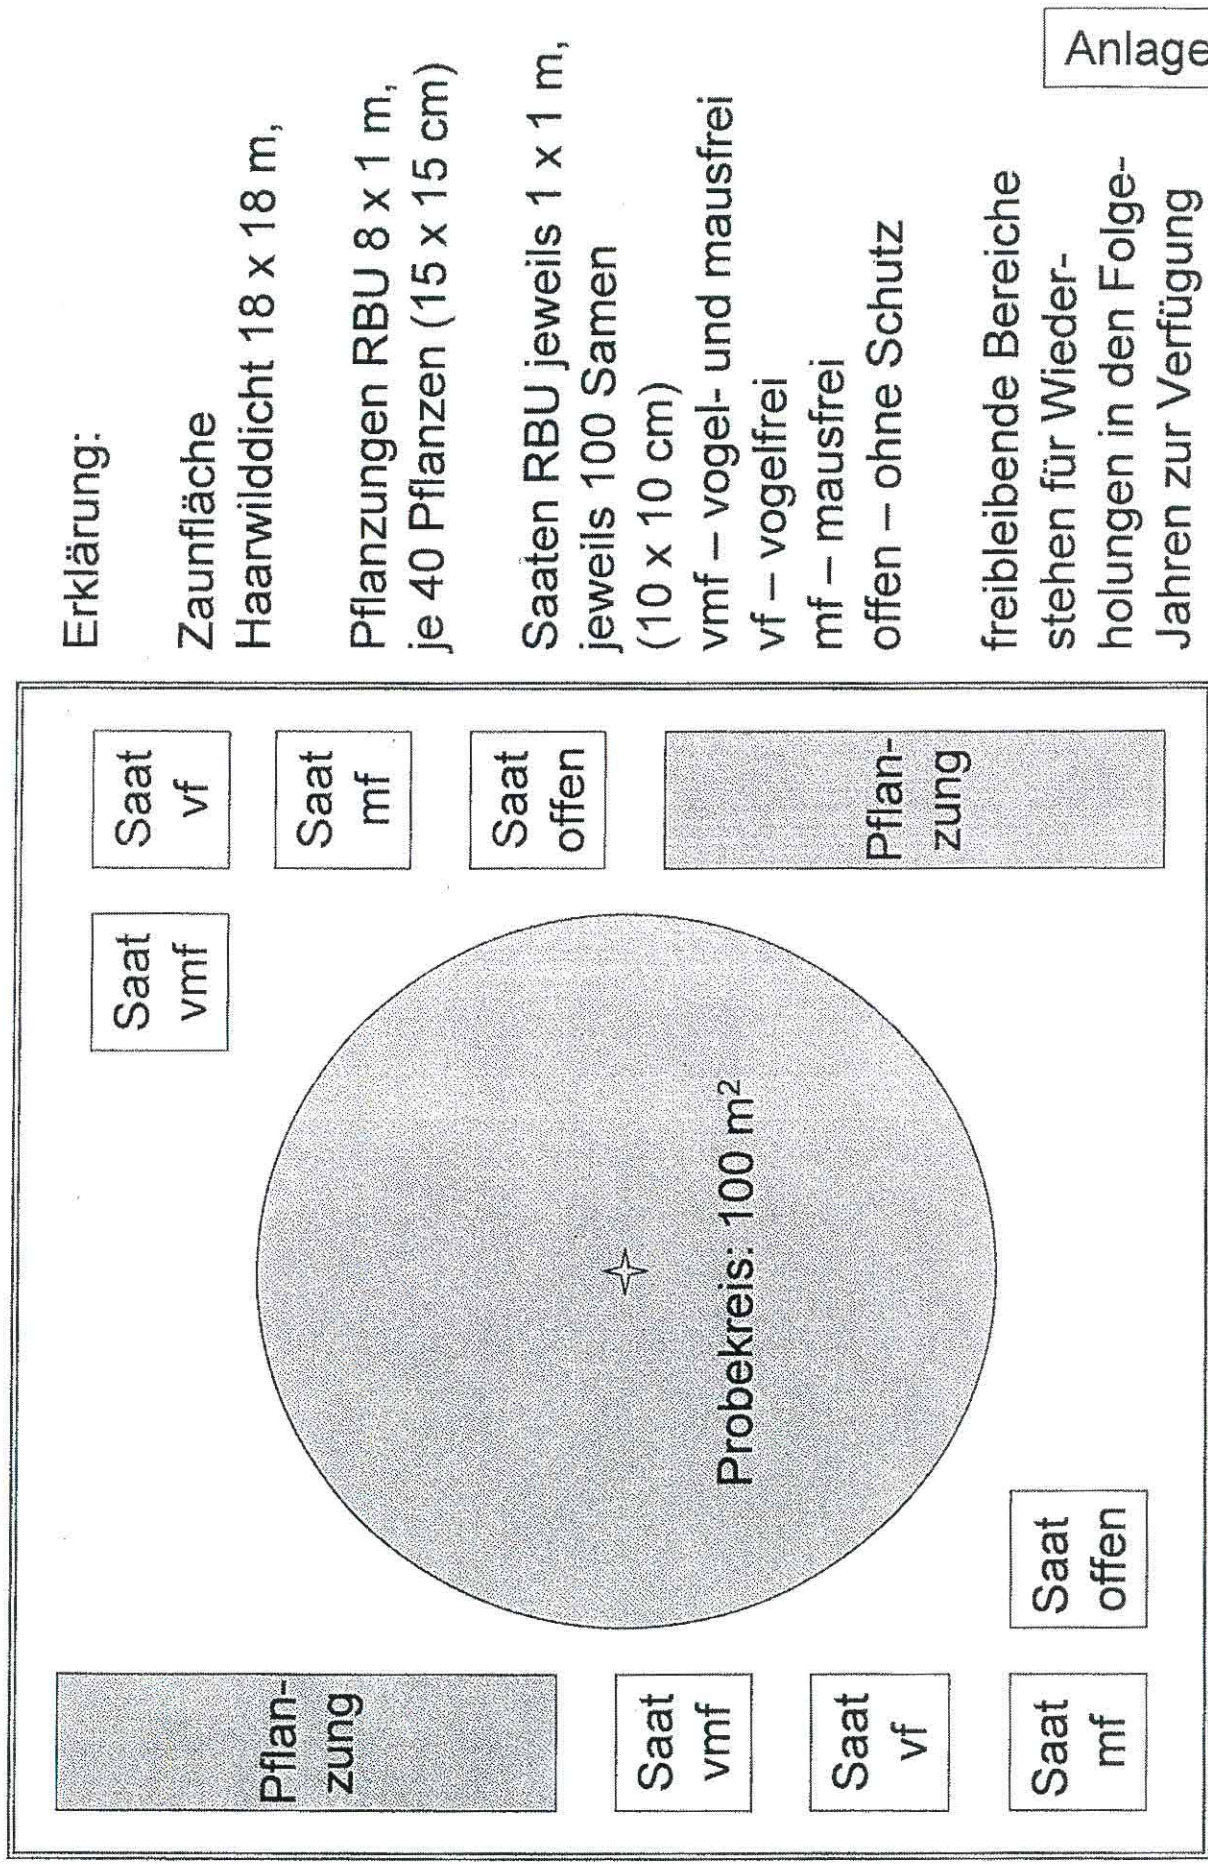 Pflan-
zung
Saat
vmf
Saat
vf
Saat
mf
Saat
offen
Probekreis: 100 m²
Saat
vmf
Saat
vf
Saat
mf
Saat
offen
Pflan-
zung
Erklärung:
Zaunfläche
Haarwilddicht 18 x 18 m,
Pflanzungen RBU 8 x 1 m,
je 40 Pflanzen (15 x 15 cm)
Saaten RBU jeweils 1 x 1 m,
jeweils 100 Samen
(10 x 10 cm)
vmf – vogel- und mausfrei
vf – vogelfrei
mf – mausfrei
offen – ohne Schutz
freibleibende Bereiche
stehen für Wieder-
holungen in den Folge-
Jahren zur Verfügung
Anlage